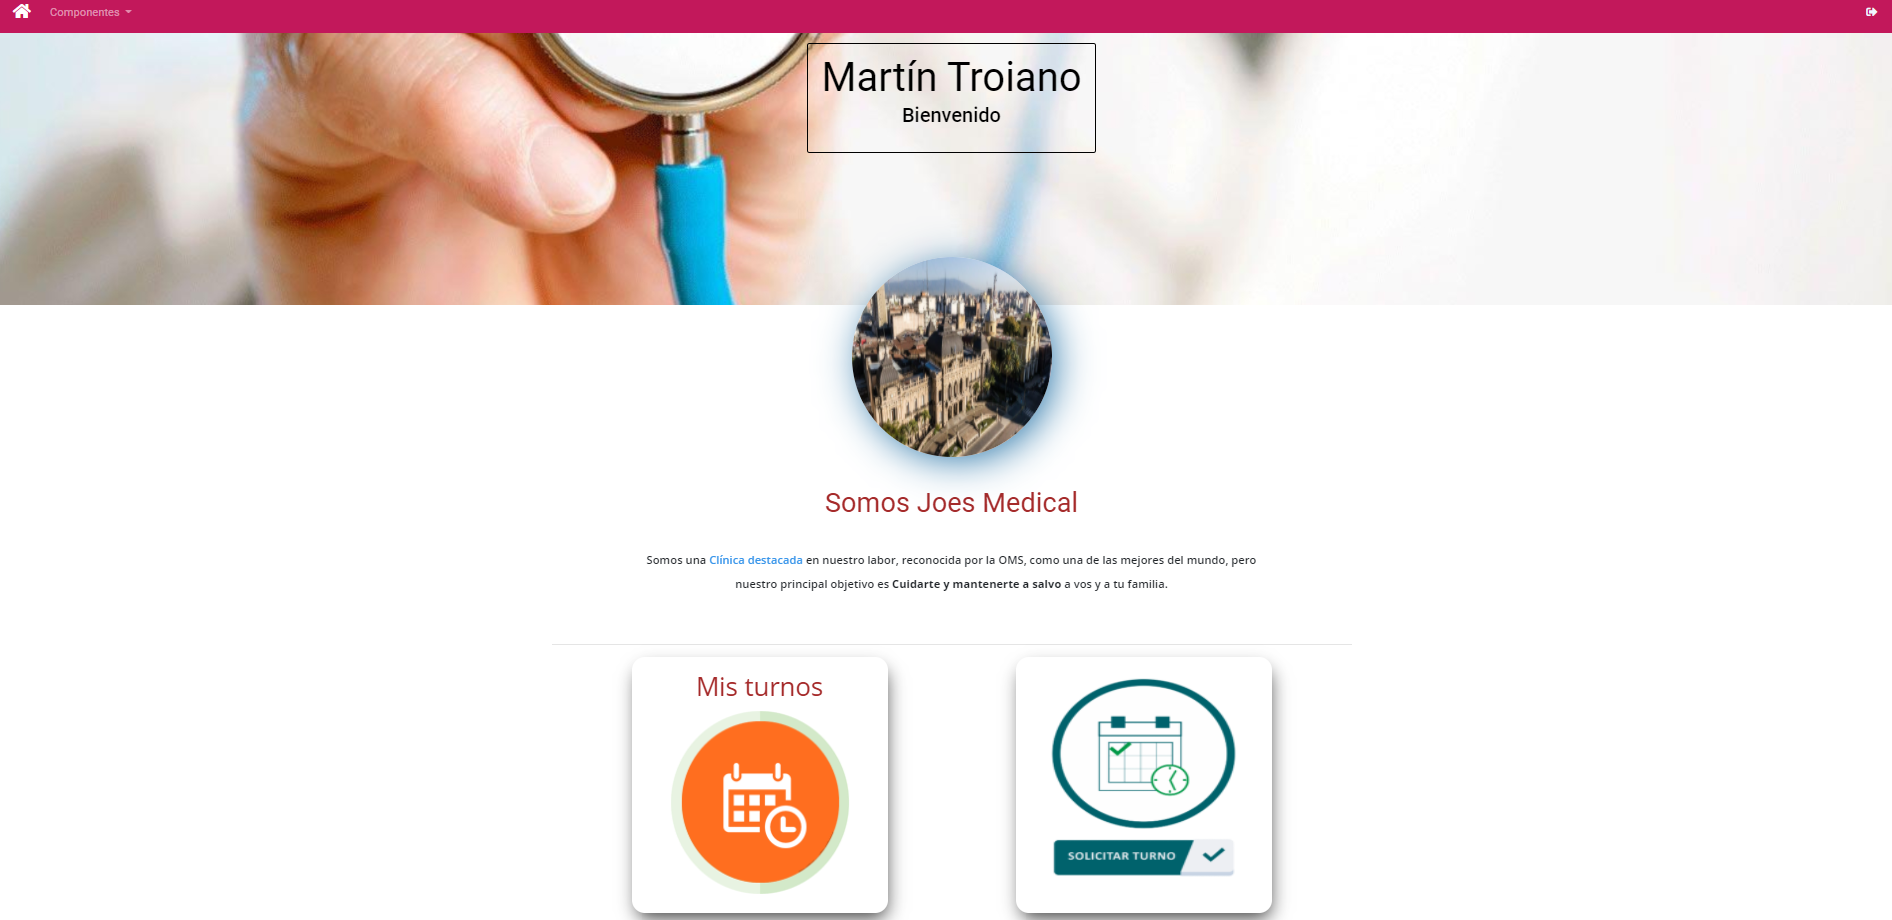 Componentes
Martín Troiano
Bienvenido
Somos Joes Medical
Somos una Clínica destacada en nuestro labor, reconocida por la OMS, como una de las mejores del mundo, pero
nuestro principal objetivo es Cuidarte y mantenerte a salvo a vos y a tu familia.
Mis turnos
SOLICITAR TURNO